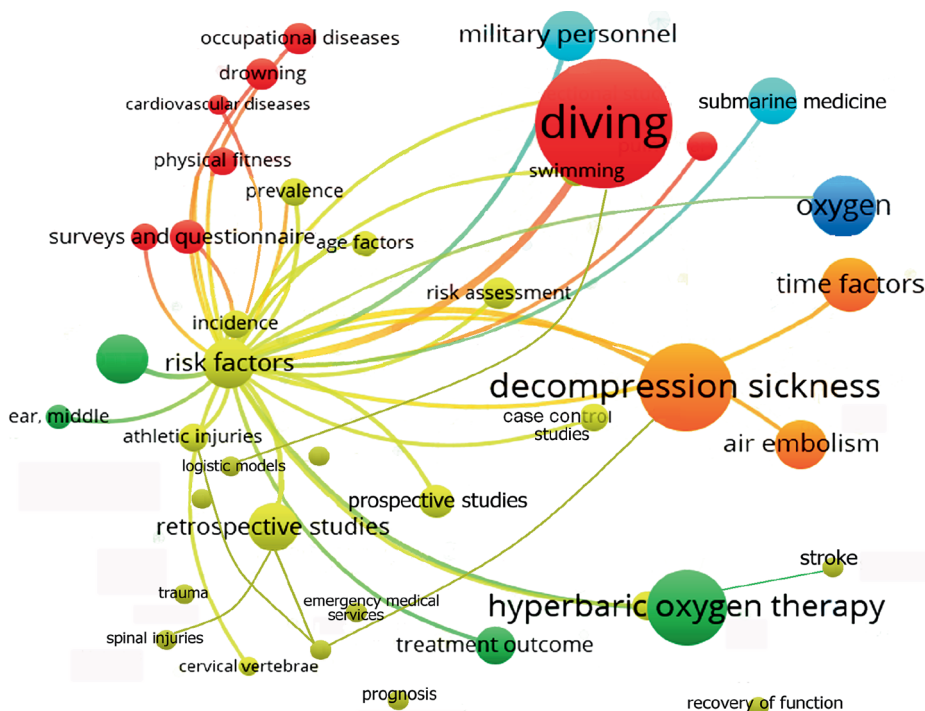 occupational diseases
military personnel
drowning
cardiovascular diseases
submarine medicine
diving
physical fitness
swimming
prevalence
oxygen
surveys and questionnaire
age factors
time factors
risk assessment
incidence
risk factors
decompression sickness
ear, middle
case control
studies
athletic injuries
air embolism
logistic models
prospective studies
retrospective studies
stroke
trauma
emergency medical
services
hyperbaric oxygen therapy
spinal injuries
treatment outcome
cervical vertebrae
prognosis
recovery of function